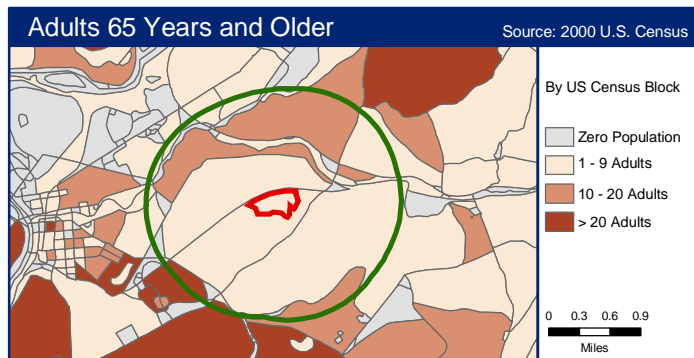 Adults 65 Years and Older
Source: 2000 U.S. Census
By US Census Block
Zero Population
1 - 9 Adults
10 - 20 Adults
> 20 Adults
0 0.3 0.6 0.9
Miles